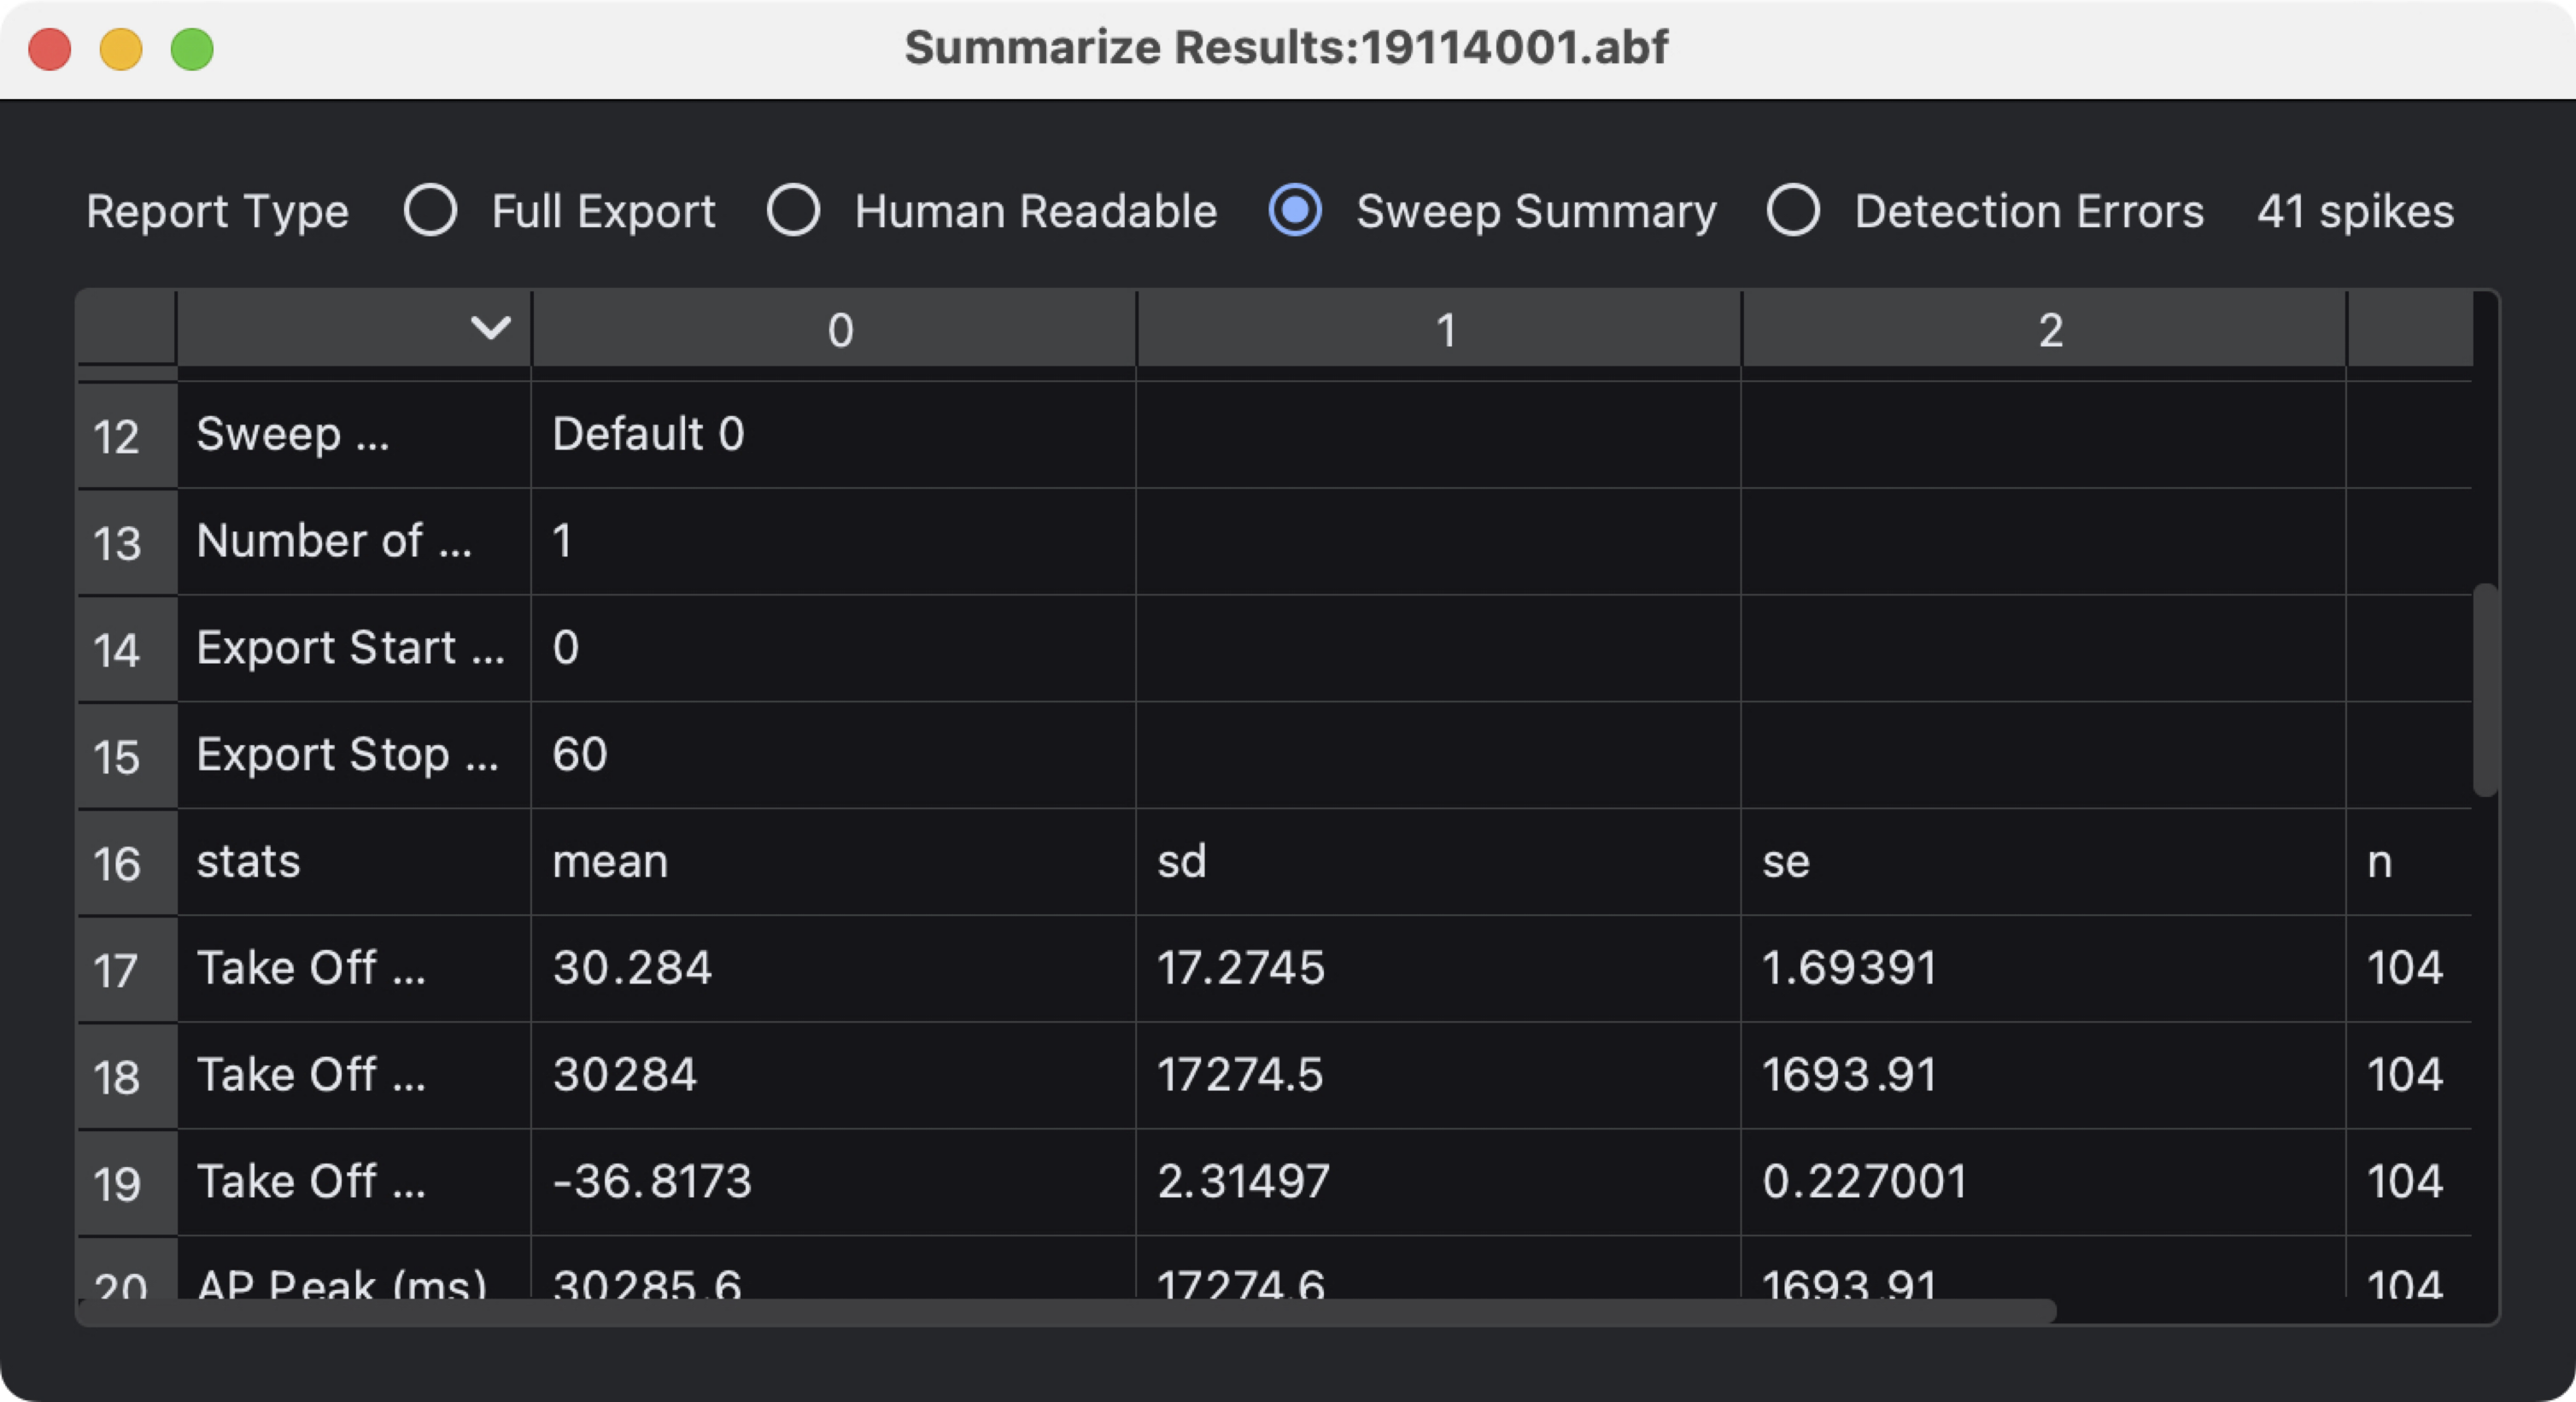 Summarize Results:19114001.abf
Report Type Full Export Human Readable Sweep Summary Detection Errors 41 spikes
0 1 2
12 Sweep ... Default 0
13 Number of ... 1
14 Export Start ... 0
15 Export Stop ... 60
16 stats mean sd se n
17 Take Off ... 30.284 17.2745 1.69391 104
18 Take Off ... 30284 17274.5 1693.91 104
19 Take Off ... -36.8173 2.31497 0.227001 104
20 AP Peak (ms) 30285.6 17274.6 1693.91 104